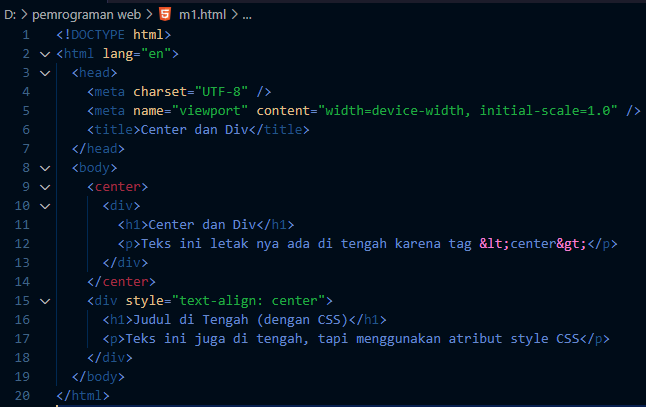 D: > pemrograman web > m1.html > ...
1 <!DOCTYPE html>
2 <html lang="en">
3 <head>
4 <meta charset="UTF-8" />
5 <meta name="viewport" content="width=device-width, initial-scale=1.0" />
6 <title>Center dan Div</title>
7 </head>
8 <body>
9 <center>
10 <div>
11 <h1>Center dan Div</h1>
12 <p>Teks ini letak nya ada di tengah karena tag &lt;center&gt;</p>
13 </div>
14 </center>
15 <div style="text-align: center">
16 <h1>Judul di Tengah (dengan CSS)</h1>
17 <p>Teks ini juga di tengah, tapi menggunakan atribut style CSS</p>
18 </div>
19 </body>
20 </html>